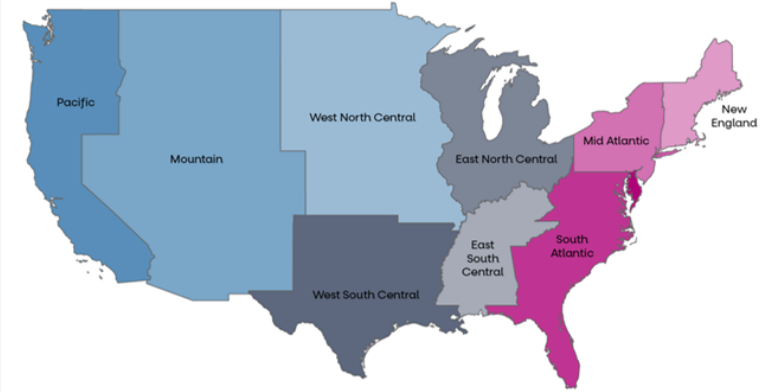 Pacific
Mountain
West North Central
East North Central
Mid Atlantic
New
England
South
Atlantic
East
South
Central
West South Central